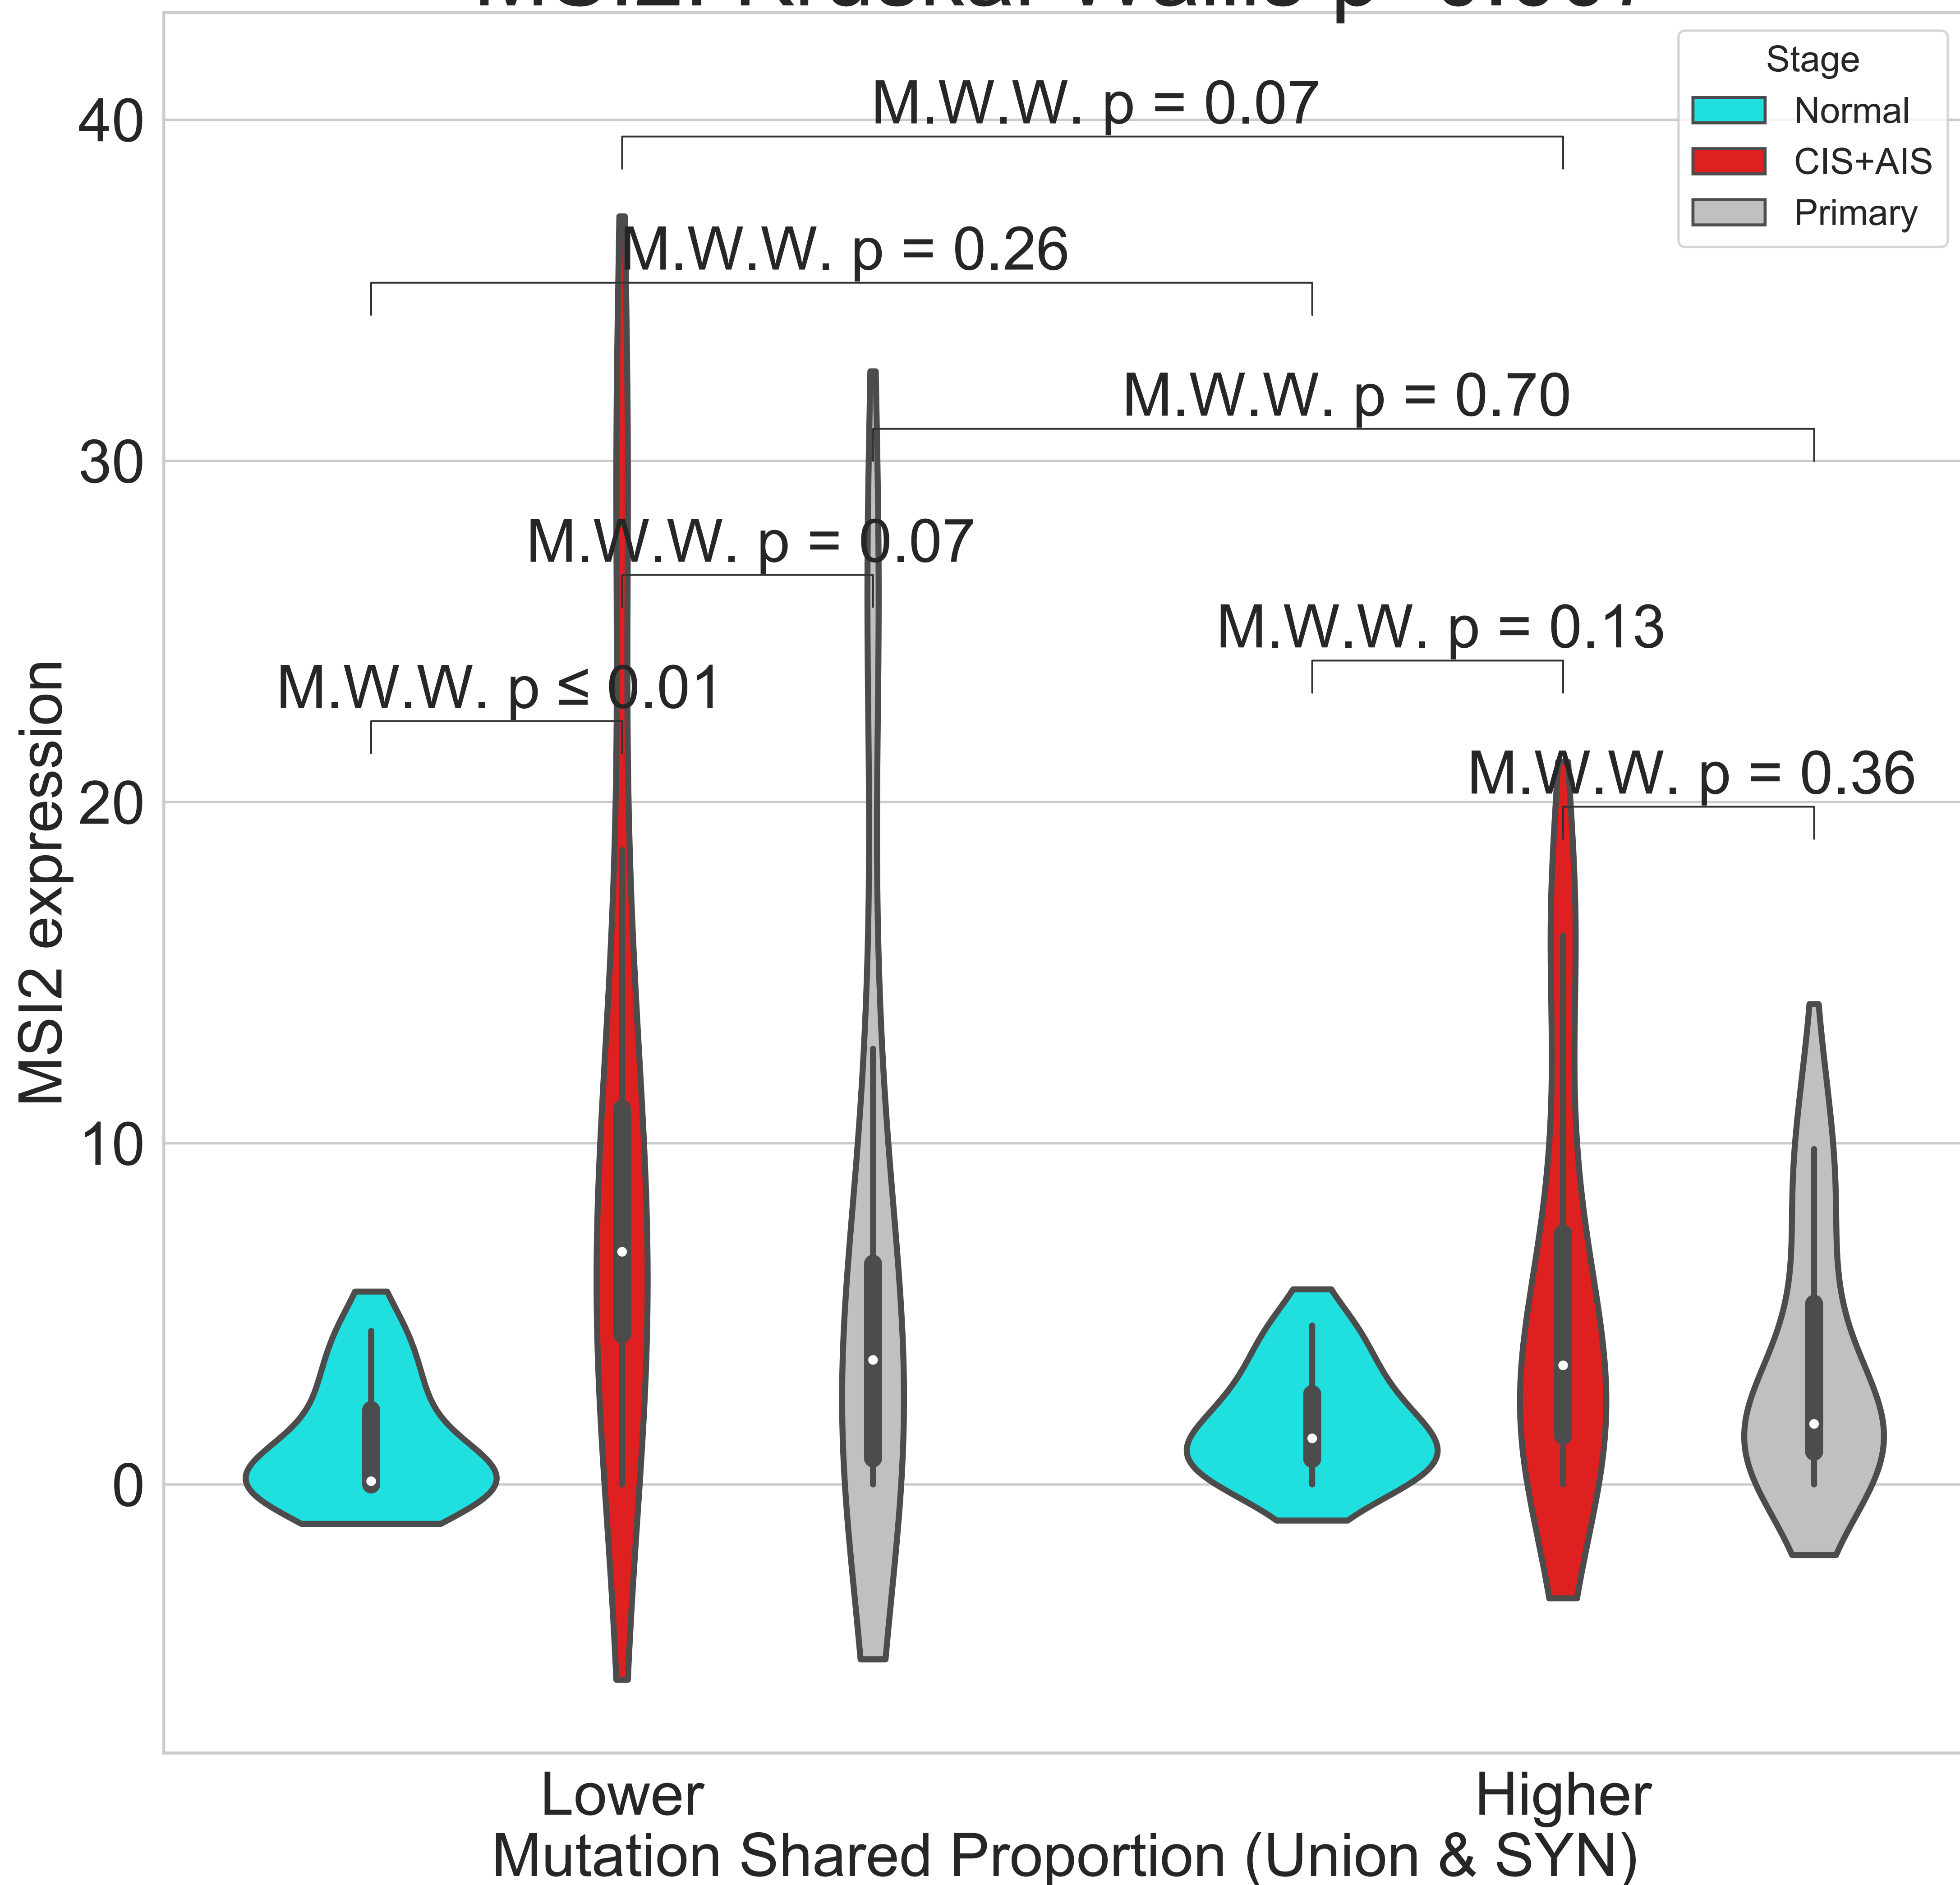 Stage
Normal
CIS+AIS
Primary
M.W.W. p = 0.07
M.W.W. p = 0.26
M.W.W. p = 0.70
M.W.W. p = 0.07
M.W.W. p = 0.13
M.W.W. p ≤ 0.01
M.W.W. p = 0.36
MSI2 expression
40
30
20
10
0
Lower
Higher
Mutation Shared Proportion (Union & SYN)